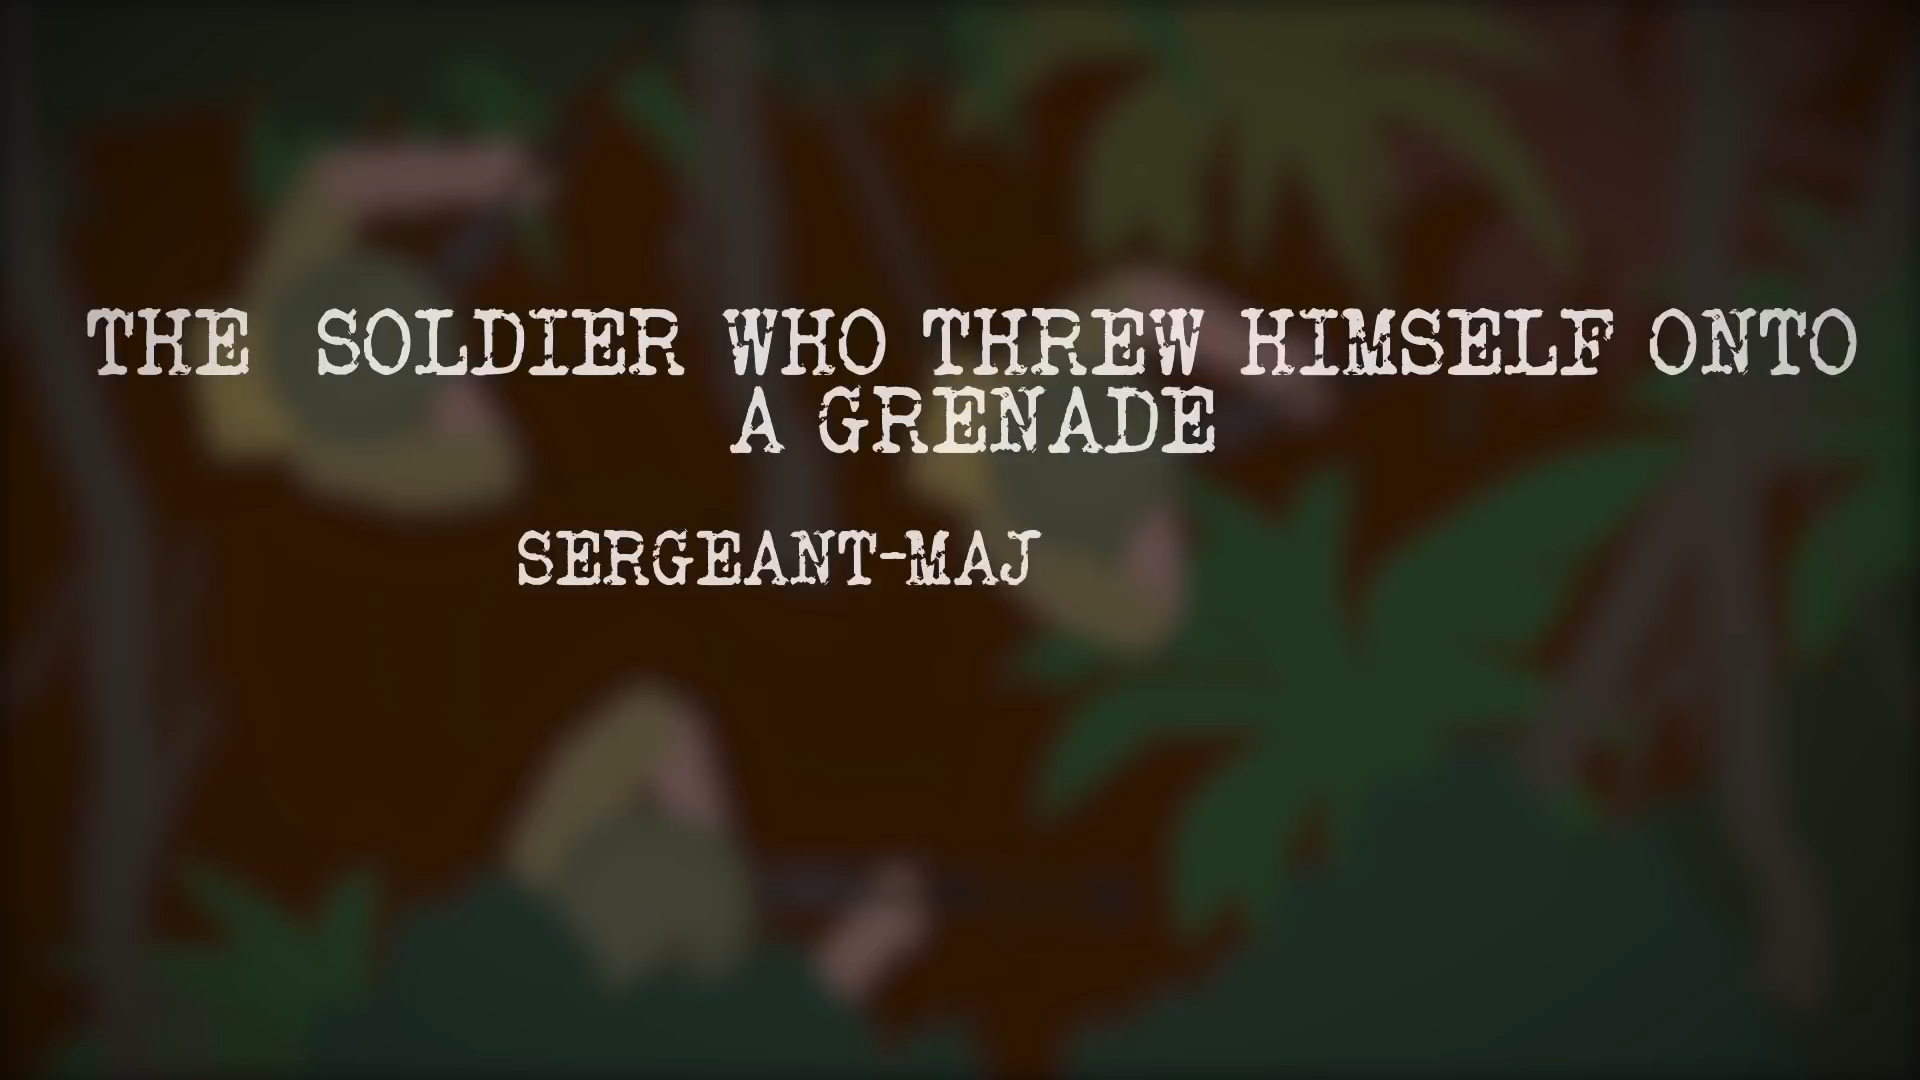 THE SOLDIER WHO THREW HIMSELF ONTO
A GRENADE
SERGEANT-MAJ